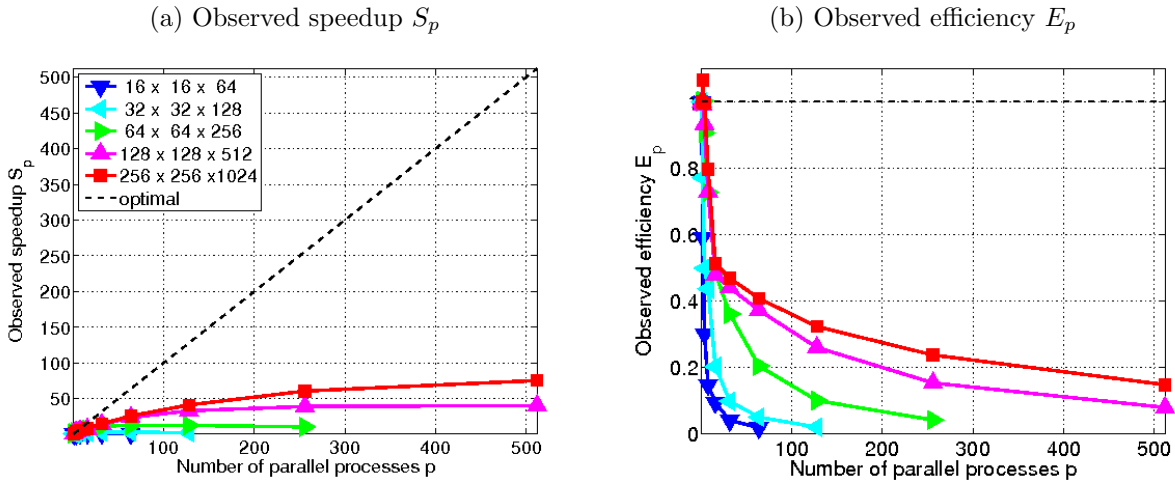 (a) Observed speedup S_p
500
450
400
350
300
250
200
150
100
50
0
16 x 16 x 64
32 x 32 x 128
64 x 64 x 256
128 x 128 x 512
256 x 256 x1024
optimal
100 200 300 400 500
Number of parallel processes p
Observed speedup S_p
(b) Observed efficiency E_p
0.8
0.6
0.4
0.2
0
100 200 300 400 500
Number of parallel processes p
Observed efficiency E_p